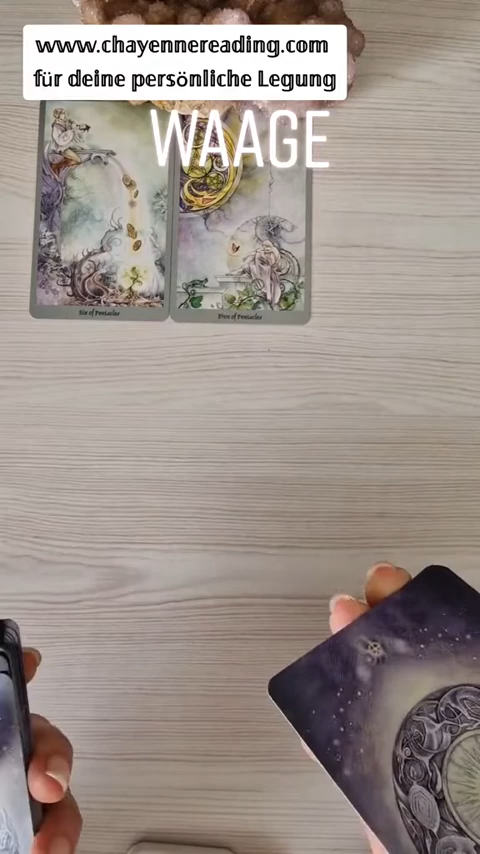 www.chayennereading.com
für deine persönliche Legung
WAAGE
Six of Pentacles
Five of Pentacles